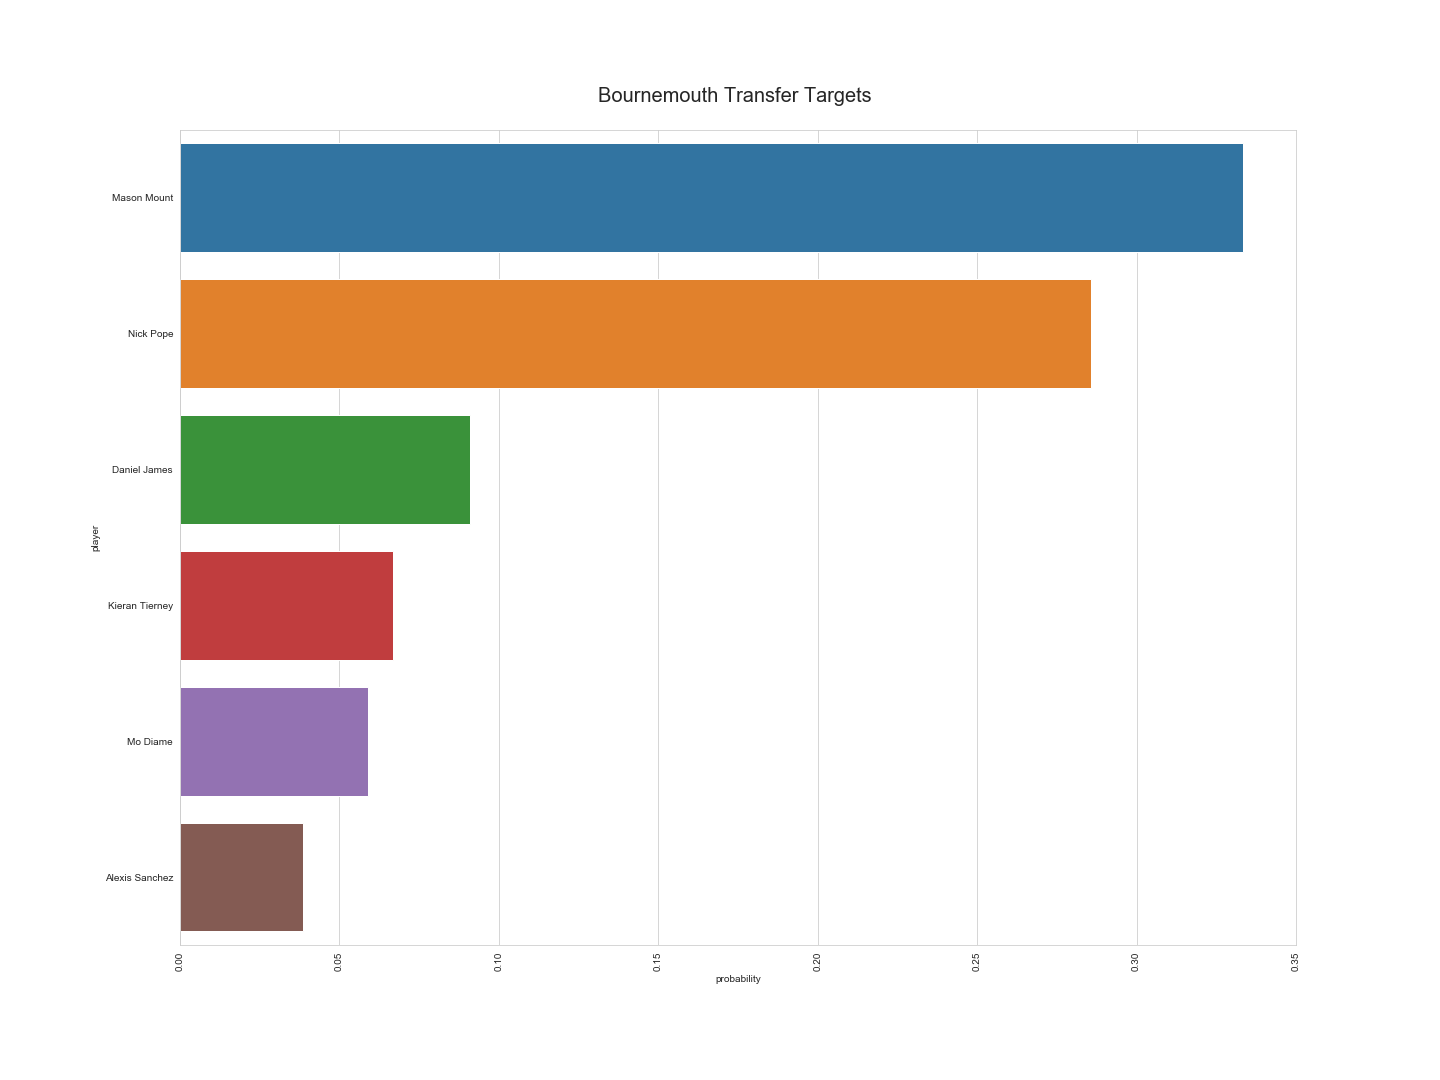 Bournemouth Transfer Targets
Mason Mount
Nick Pope
Daniel James
Kieran Tierney
Mo Diame
Alexis Sanchez
player
0.00
0.05
0.10
0.15
0.20
0.25
0.30
0.35
probability